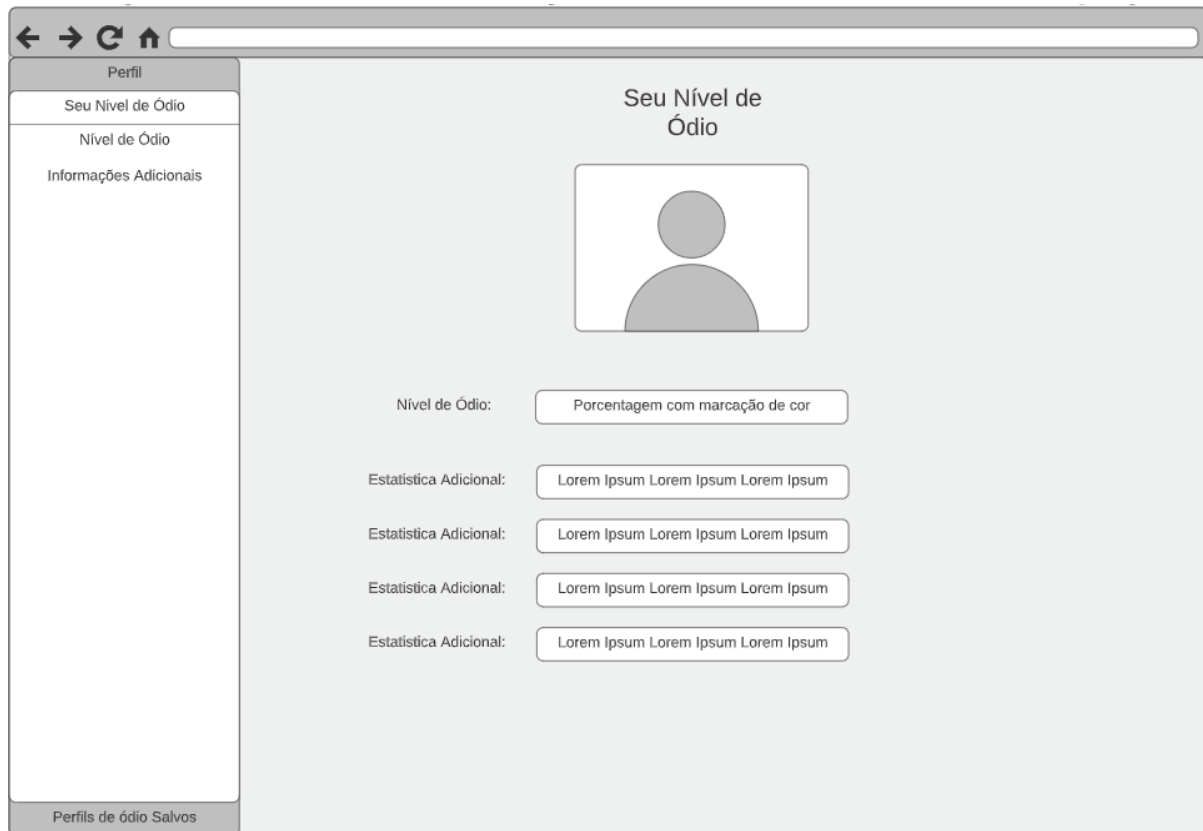 Perfil
Seu Nível de Ódio
Nível de Ódio
Informações Adicionais
Perfils de ódio Salvos
Seu Nível de
Ódio
Nível de Ódio: Porcentagem com marcação de cor
Estatistica Adicional: Lorem Ipsum Lorem Ipsum Lorem Ipsum
Estatistica Adicional: Lorem Ipsum Lorem Ipsum Lorem Ipsum
Estatistica Adicional: Lorem Ipsum Lorem Ipsum Lorem Ipsum
Estatistica Adicional: Lorem Ipsum Lorem Ipsum Lorem Ipsum